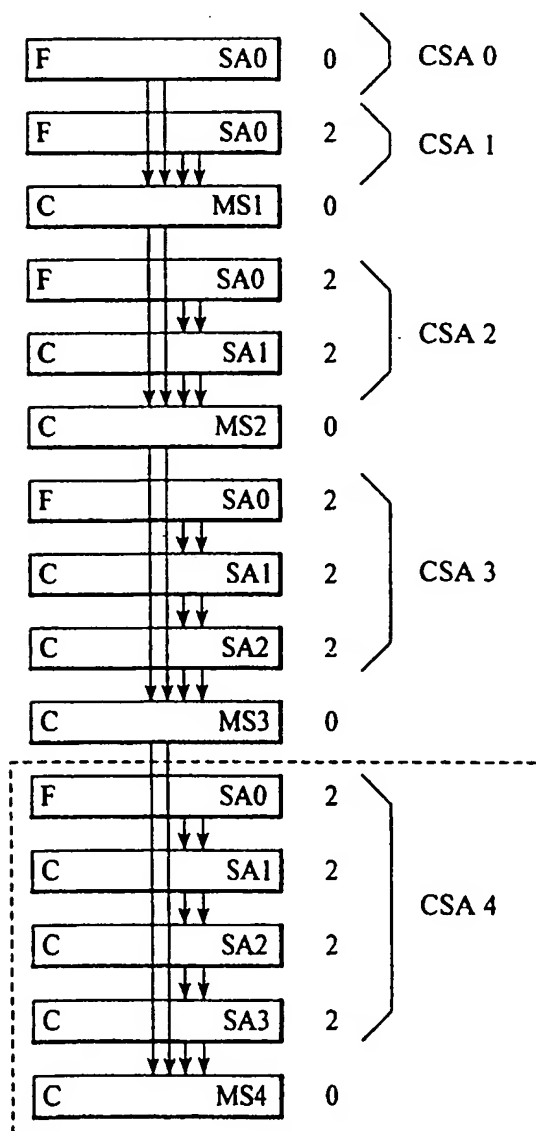 F SA0 0 CSA 0
F SA0 2 CSA 1
C MS1 0
F SA0 2
CSA 2
C SA1 2
C MS2 0
F SA0 2
C SA1 2 CSA 3
C SA2 2
C MS3 0
F SA0 2
C SA1 2
CSA 4
C SA2 2
C SA3 2
C MS4 0